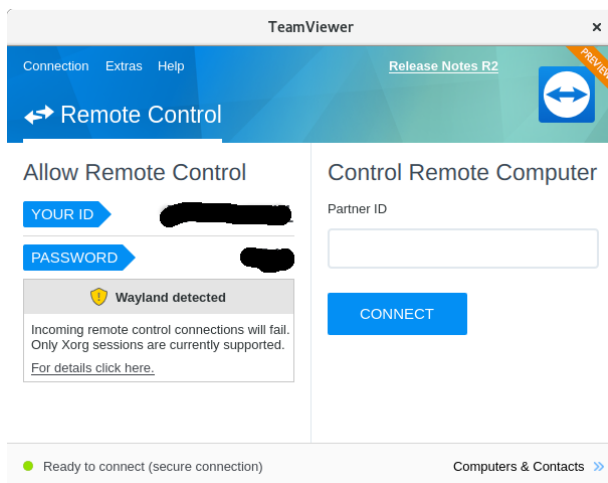 TeamViewer
Connection Extras Help
Release Notes R2
PREVIEW
Remote Control
Allow Remote Control
YOUR ID
PASSWORD
Wayland detected
Incoming remote control connections will fail.
Only Xorg sessions are currently supported.
For details click here.
Control Remote Computer
Partner ID
CONNECT
Ready to connect (secure connection)
Computers & Contacts